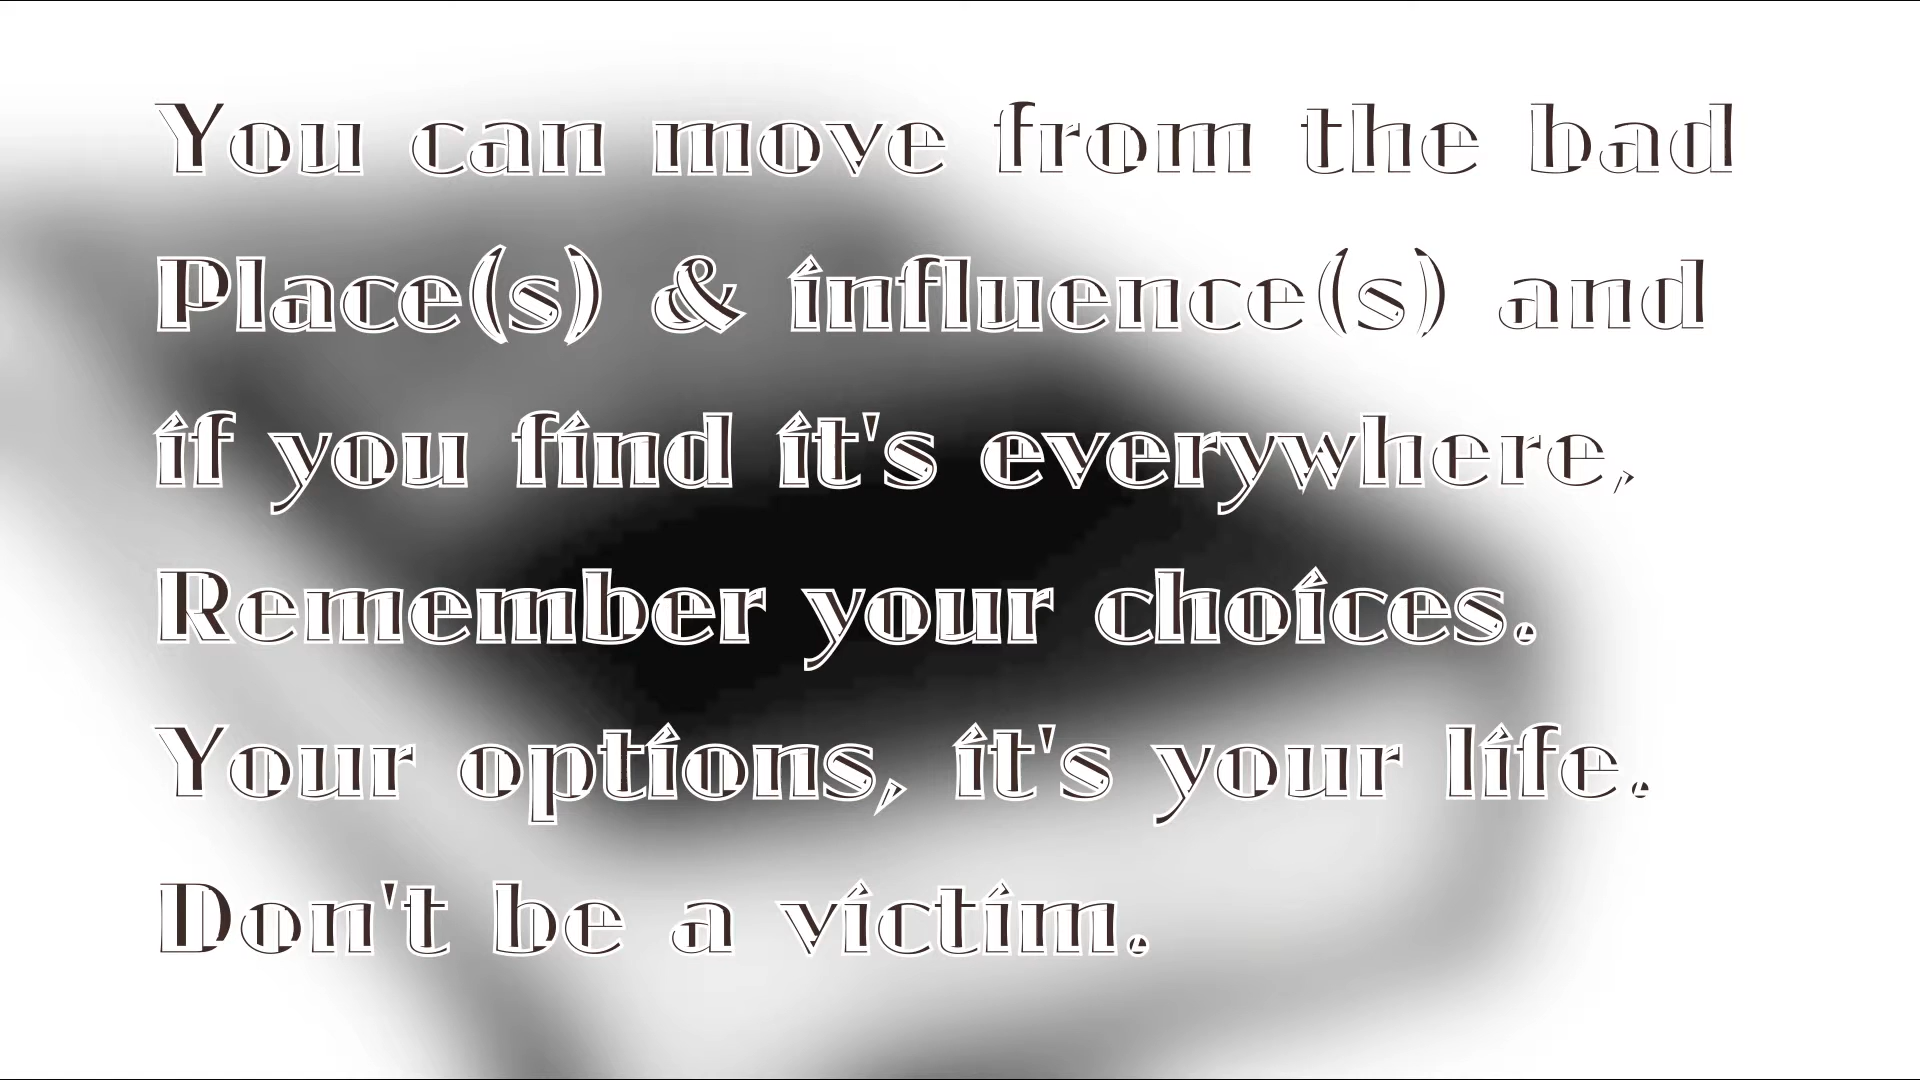 You can move from the bad
Place(s) & influence(s) and
if you find it's everywhere,
Remember your choices.
Your options, it's your life.
Don't be a victim.